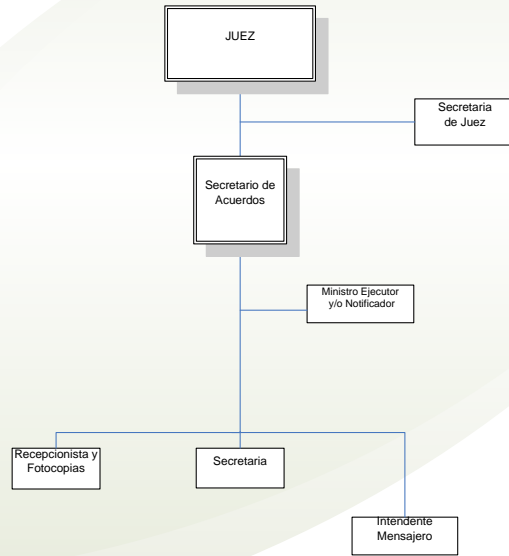 JUEZ
Secretaria
de Juez
Secretario de
Acuerdos
Ministro Ejecutor
y/o Notificador
Recepcionista y
Fotocopias
Secretaria
Intendente
Mensajero